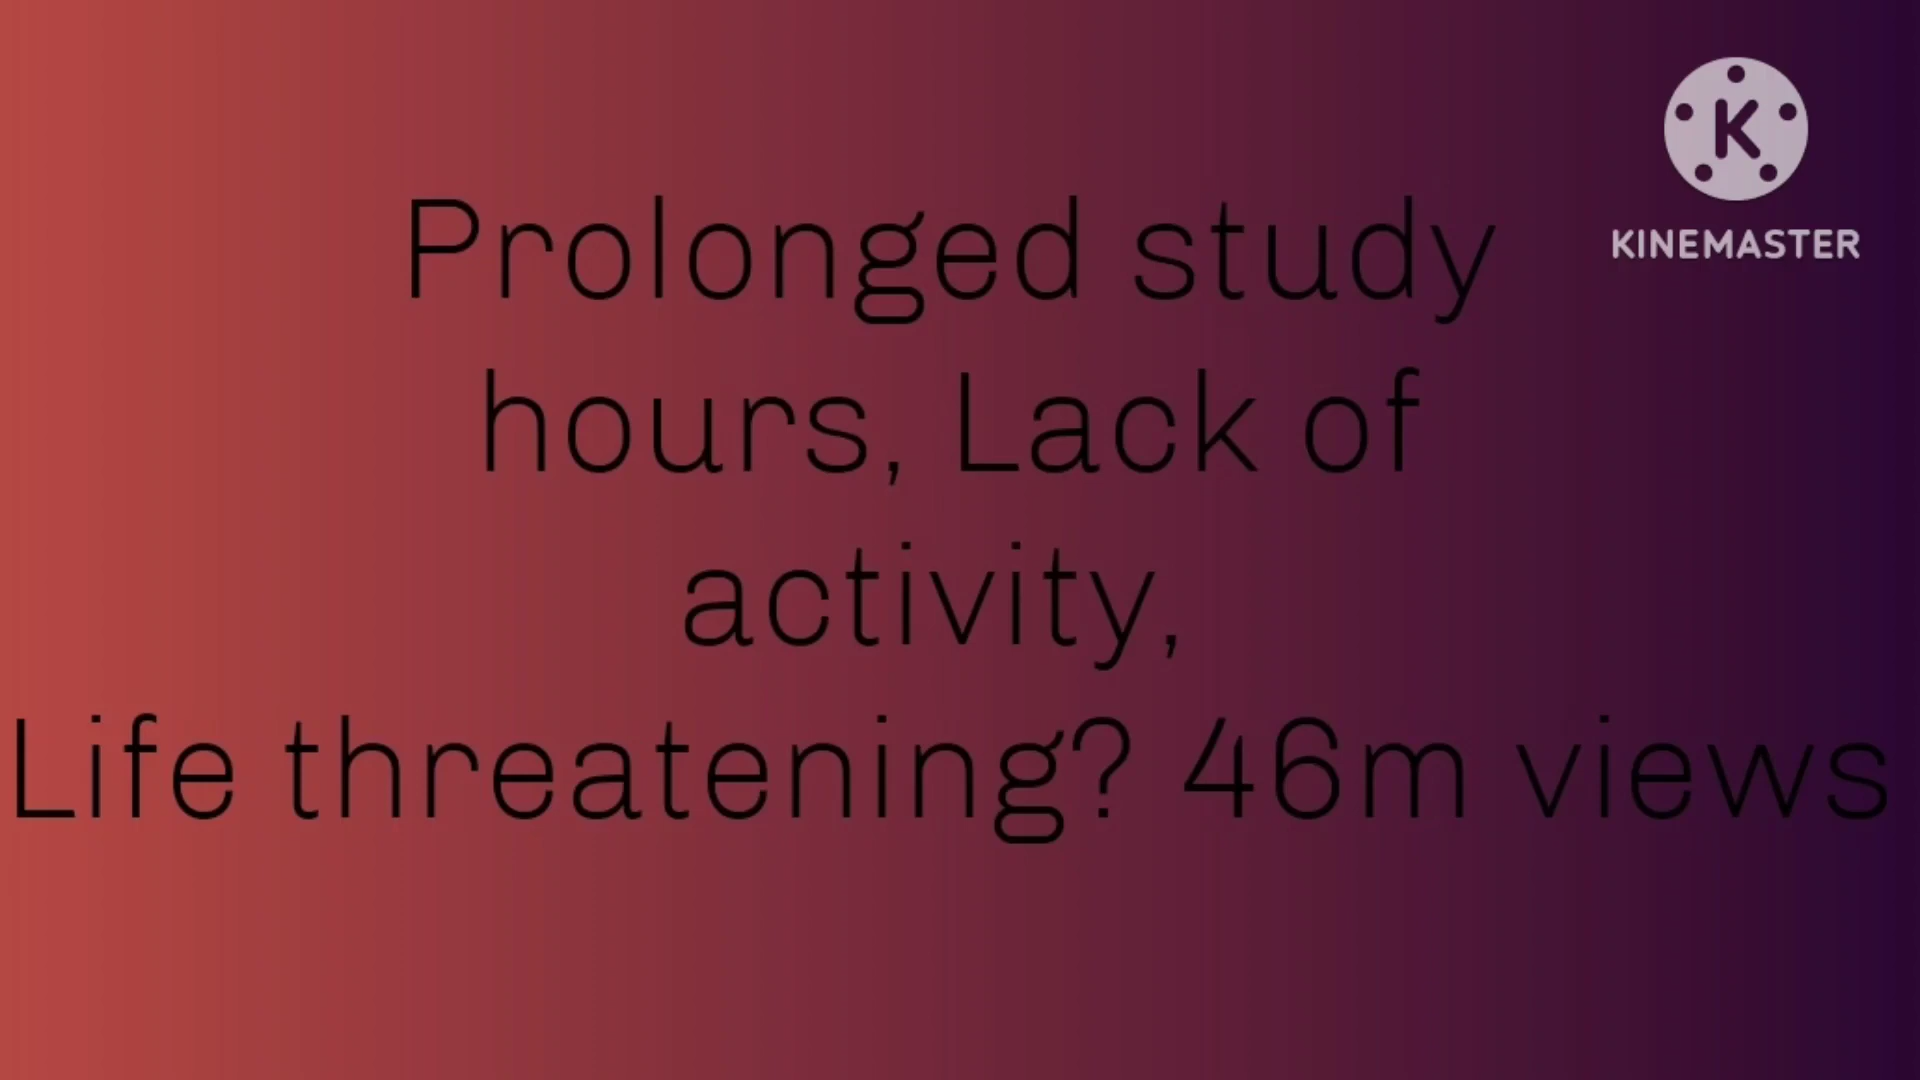 K
KINEMASTER
Prolonged study
hours, Lack of
activity,
Life threatening? 46m views